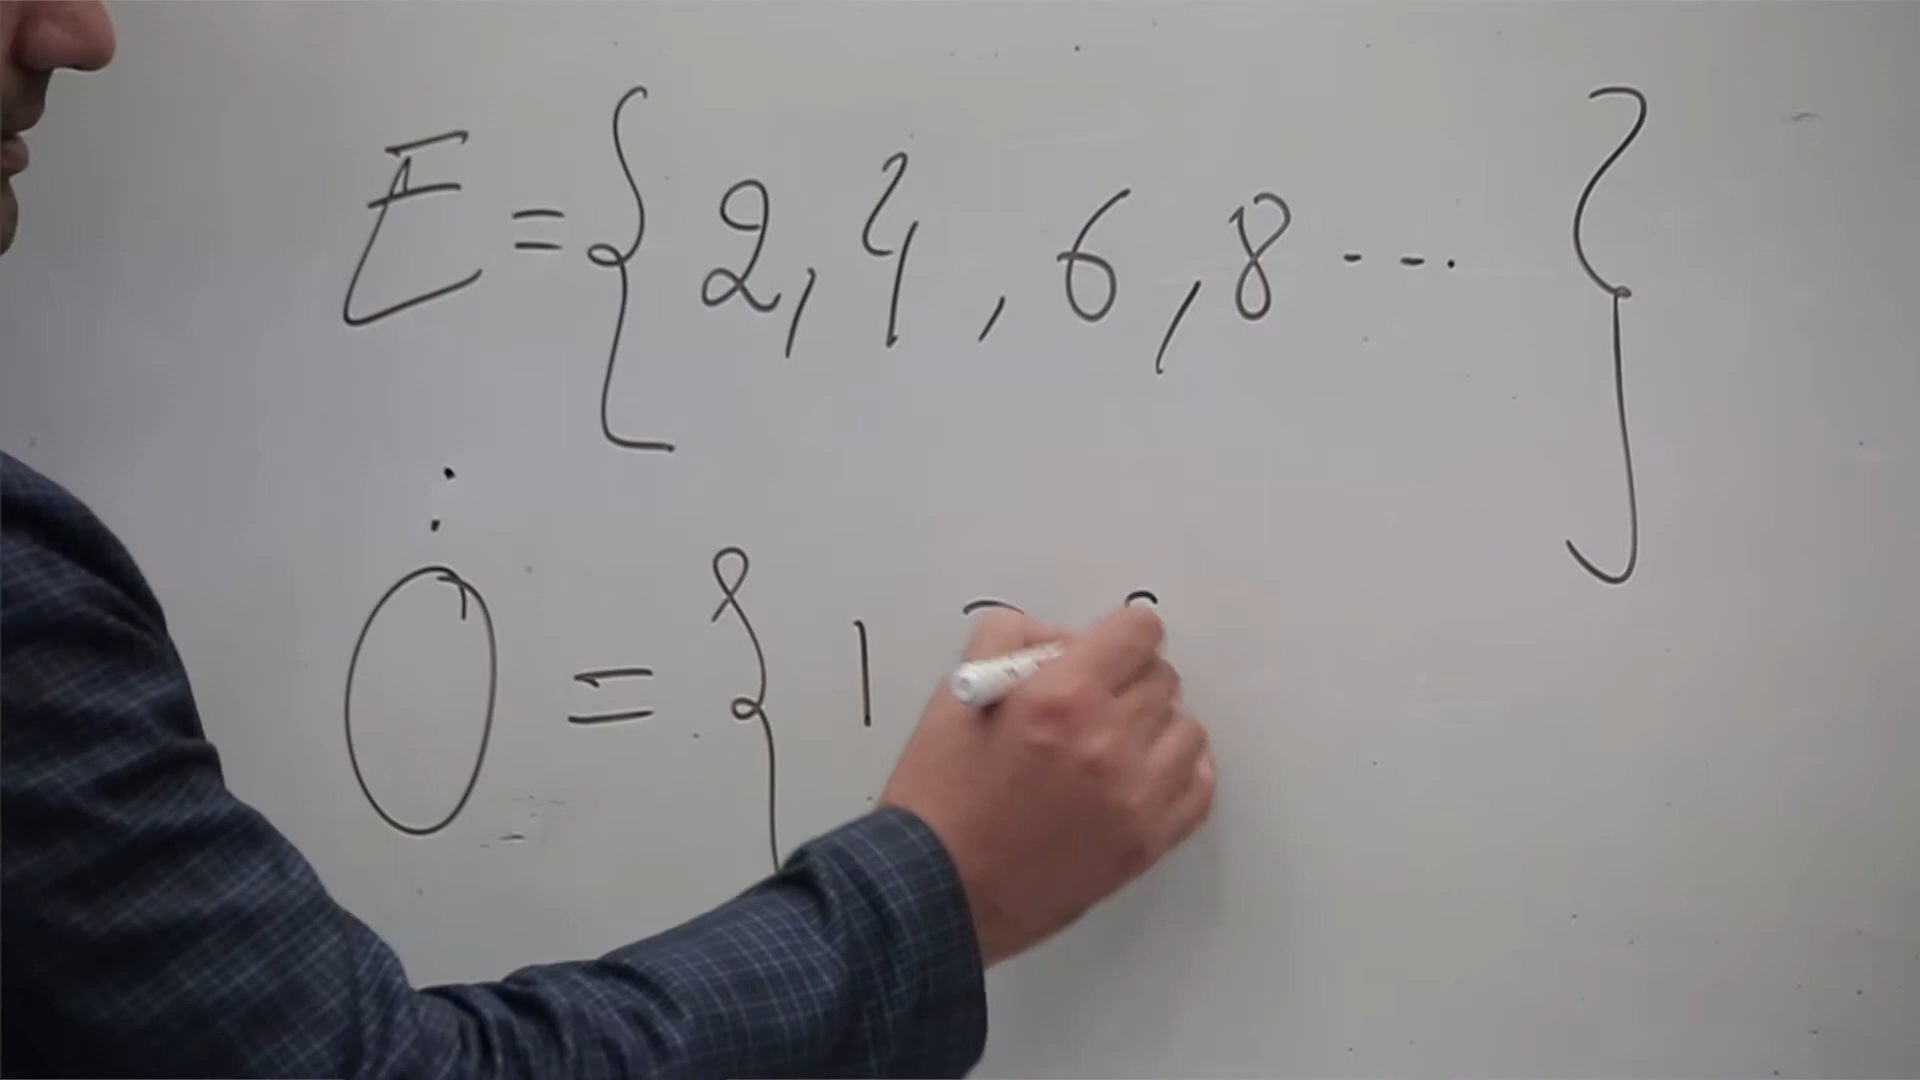 E = { 2, 4, 6, 8 ... }
:
O = { 1